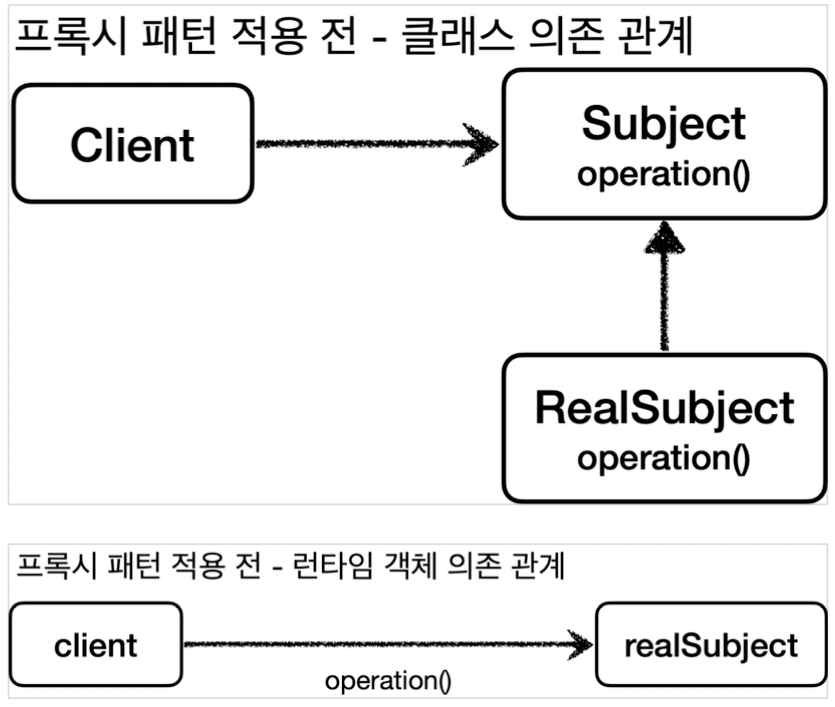 프록시 패턴 적용 전 - 클래스 의존 관계
Client
Subject
operation()
RealSubject
operation()
프록시 패턴 적용 전 - 런타임 객체 의존 관계
client
realSubject
operation()